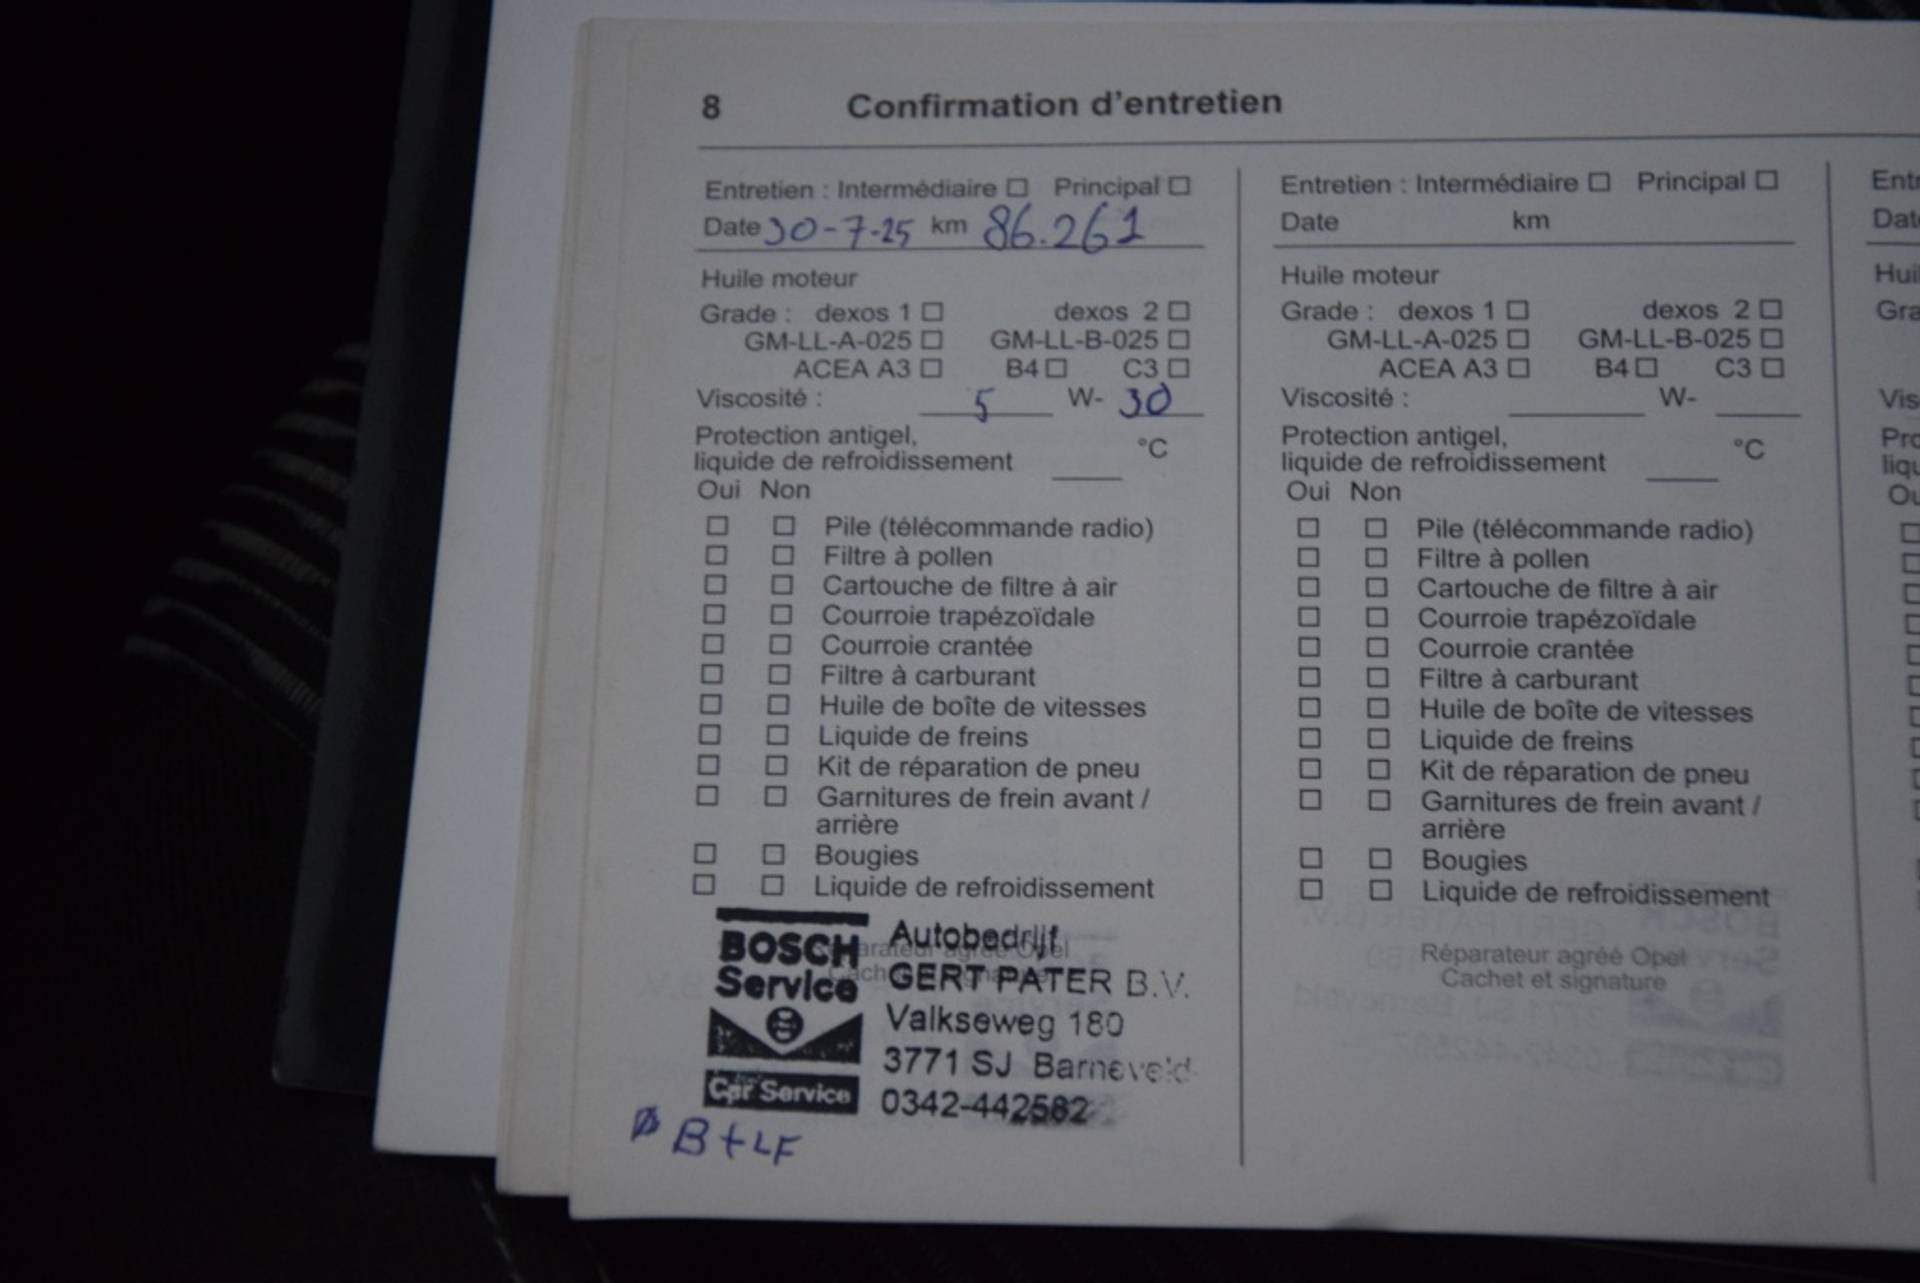 8 Confirmation d'entretien
Entretien : Intermédiaire □ Principal □
Date 30-7-25 km 86.261
Huile moteur
Grade : dexos 1 □ dexos 2 □
GM-LL-A-025 □ GM-LL-B-025 □
ACEA A3 □ B4 □ C3 □
Viscosité : 5 W- 30
Protection antigel,
liquide de refroidissement °C
Oui Non
□ □ Pile (télécommande radio)
□ □ Filtre à pollen
□ □ Cartouche de filtre à air
□ □ Courroie trapézoïdale
□ □ Courroie crantée
□ □ Filtre à carburant
□ □ Huile de boîte de vitesses
□ □ Liquide de freins
□ □ Kit de réparation de pneu
□ □ Garnitures de frein avant /
arrière
□ □ Bougies
□ □ Liquide de refroidissement
BOSCH
Service
Car Service
Autobedrijf
GERT PATER B.V.
Valkseweg 180
3771 SJ Barneveld
0342-442582
B+LF
Entretien : Intermédiaire □ Principal □
Date km
Huile moteur
Grade : dexos 1 □ dexos 2 □
GM-LL-A-025 □ GM-LL-B-025 □
ACEA A3 □ B4 □ C3 □
Viscosité : W-
Protection antigel,
liquide de refroidissement °C
Oui Non
□ □ Pile (télécommande radio)
□ □ Filtre à pollen
□ □ Cartouche de filtre à air
□ □ Courroie trapézoïdale
□ □ Courroie crantée
□ □ Filtre à carburant
□ □ Huile de boîte de vitesses
□ □ Liquide de freins
□ □ Kit de réparation de pneu
□ □ Garnitures de frein avant /
arrière
□ □ Bougies
□ □ Liquide de refroidissement
Réparateur agréé Opel
Cachet et signature